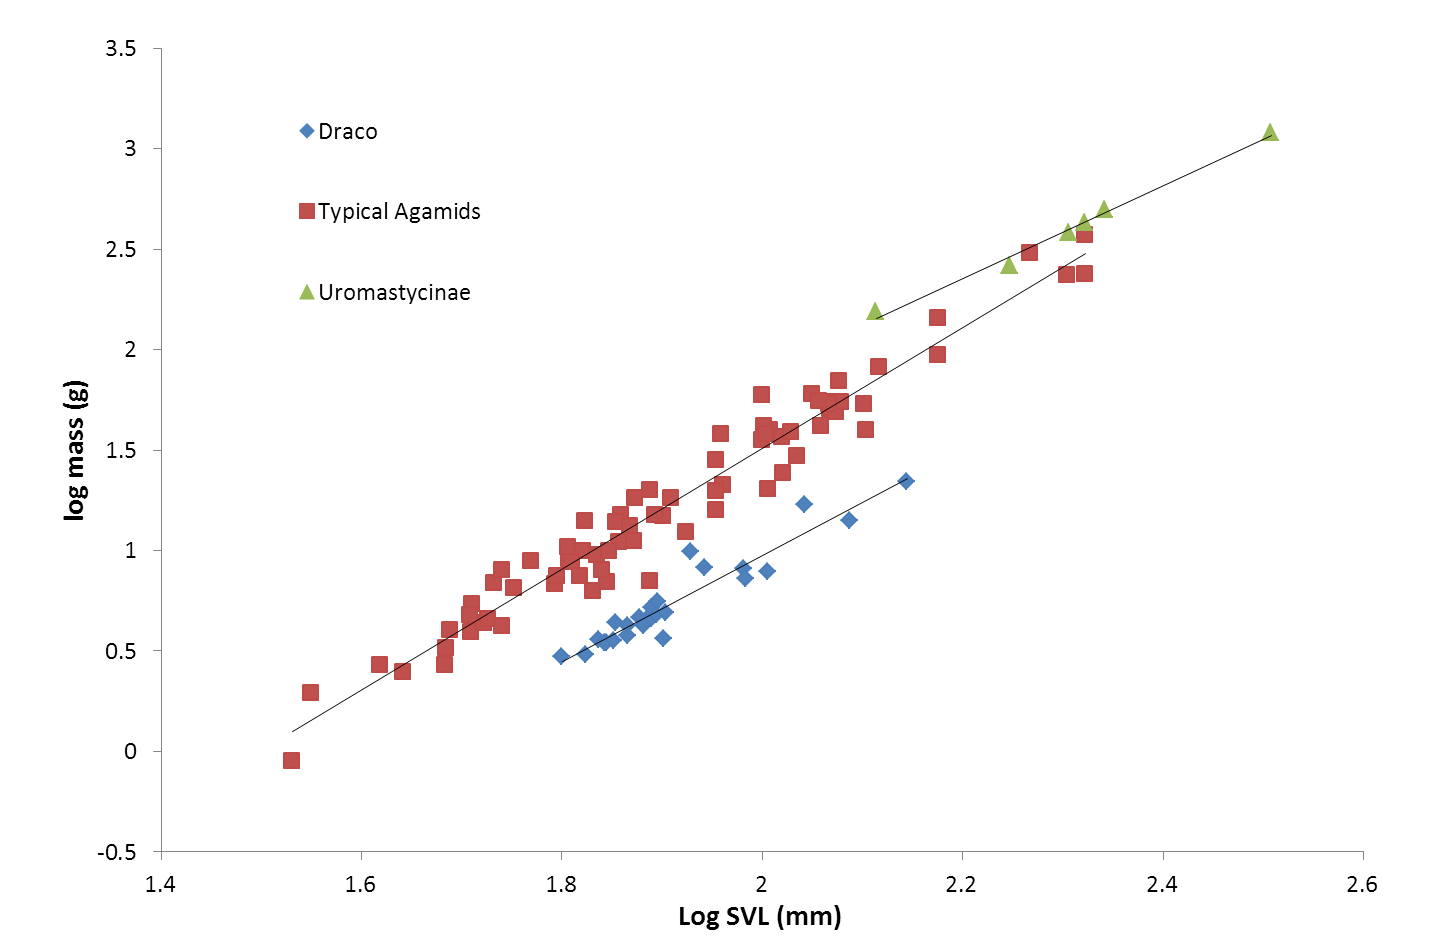 3.5
3
2.5
2
1.5
1
0.5
0
-0.5
log mass (g)
Draco
Typical Agamids
Uromastycinae
1.4 1.6 1.8 2 2.2 2.4 2.6
Log SVL (mm)